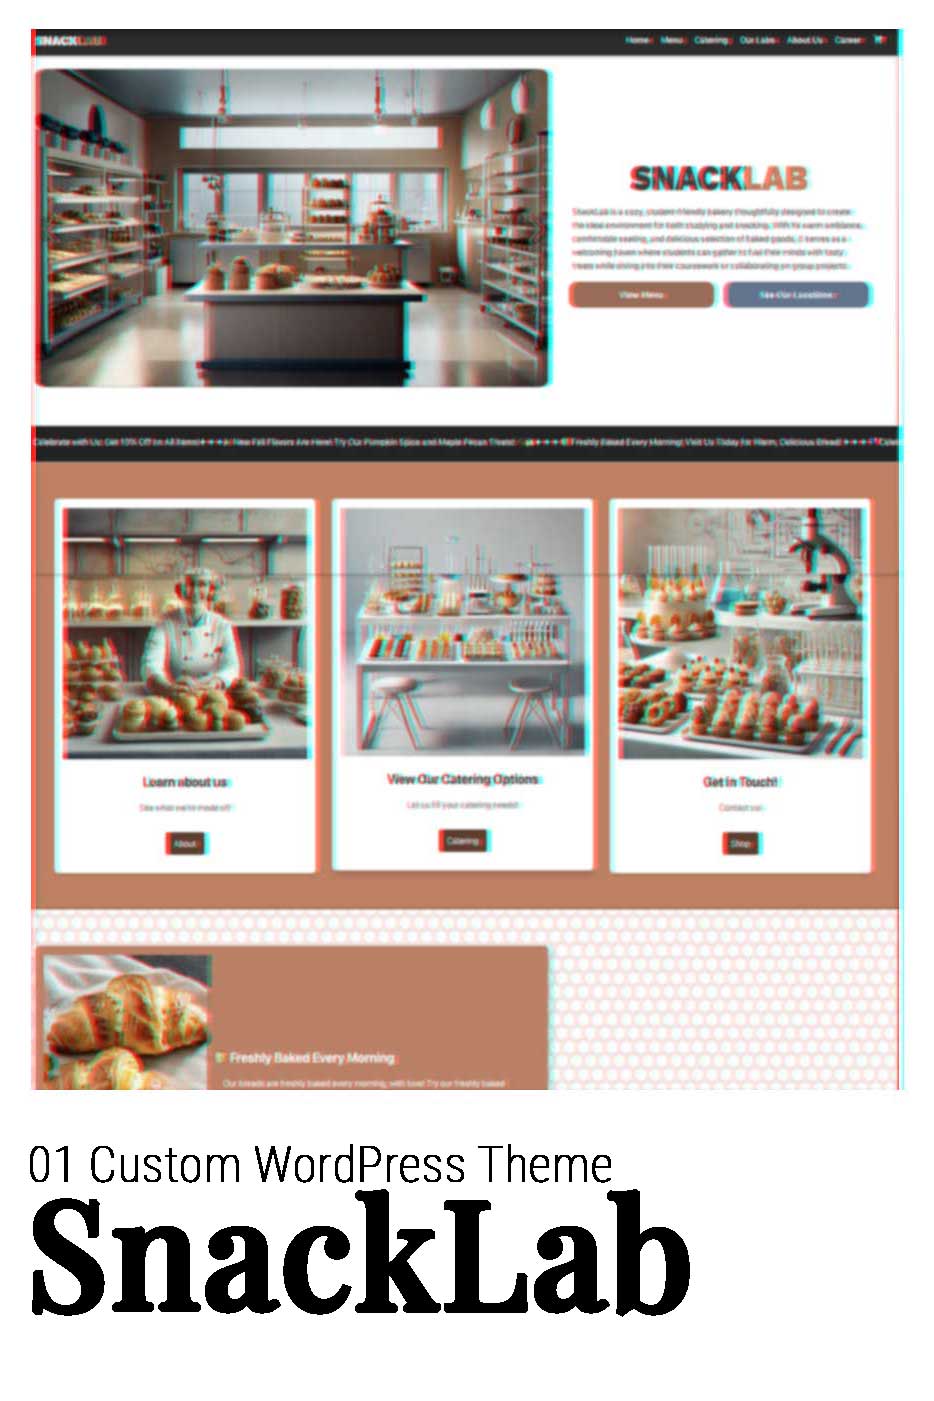 SNACKLAB
Home Menu Catering Our Labs About Us Career
SNACKLAB
SnackLab is a cozy, student-friendly bakery thoughtfully designed to create
the ideal environment for both studying and snacking. With its warm ambiance,
comfortable seating, and delicious selection of baked goods, it serves as a
welcoming haven where students can gather to fuel their minds with tasty
treats while diving into their coursework or collaborating on group projects.
View Menu
See Our Locations
Celebrate with Us: Get 10% Off on All Items! New Fall Flavors Are Here! Try Our Pumpkin Spice and Maple Pecan Treats! Freshly Baked Every Morning! Visit Us Today for Warm, Delicious Bread!
Learn about us
View Our Catering Options
Get In Touch!
See what we're made of!
Let us fill your catering needs!
Contact us!
About
Catering
Shop
Freshly Baked Every Morning
Our breads are freshly baked every morning, with love! Try our freshly baked
01 Custom WordPress Theme
SnackLab